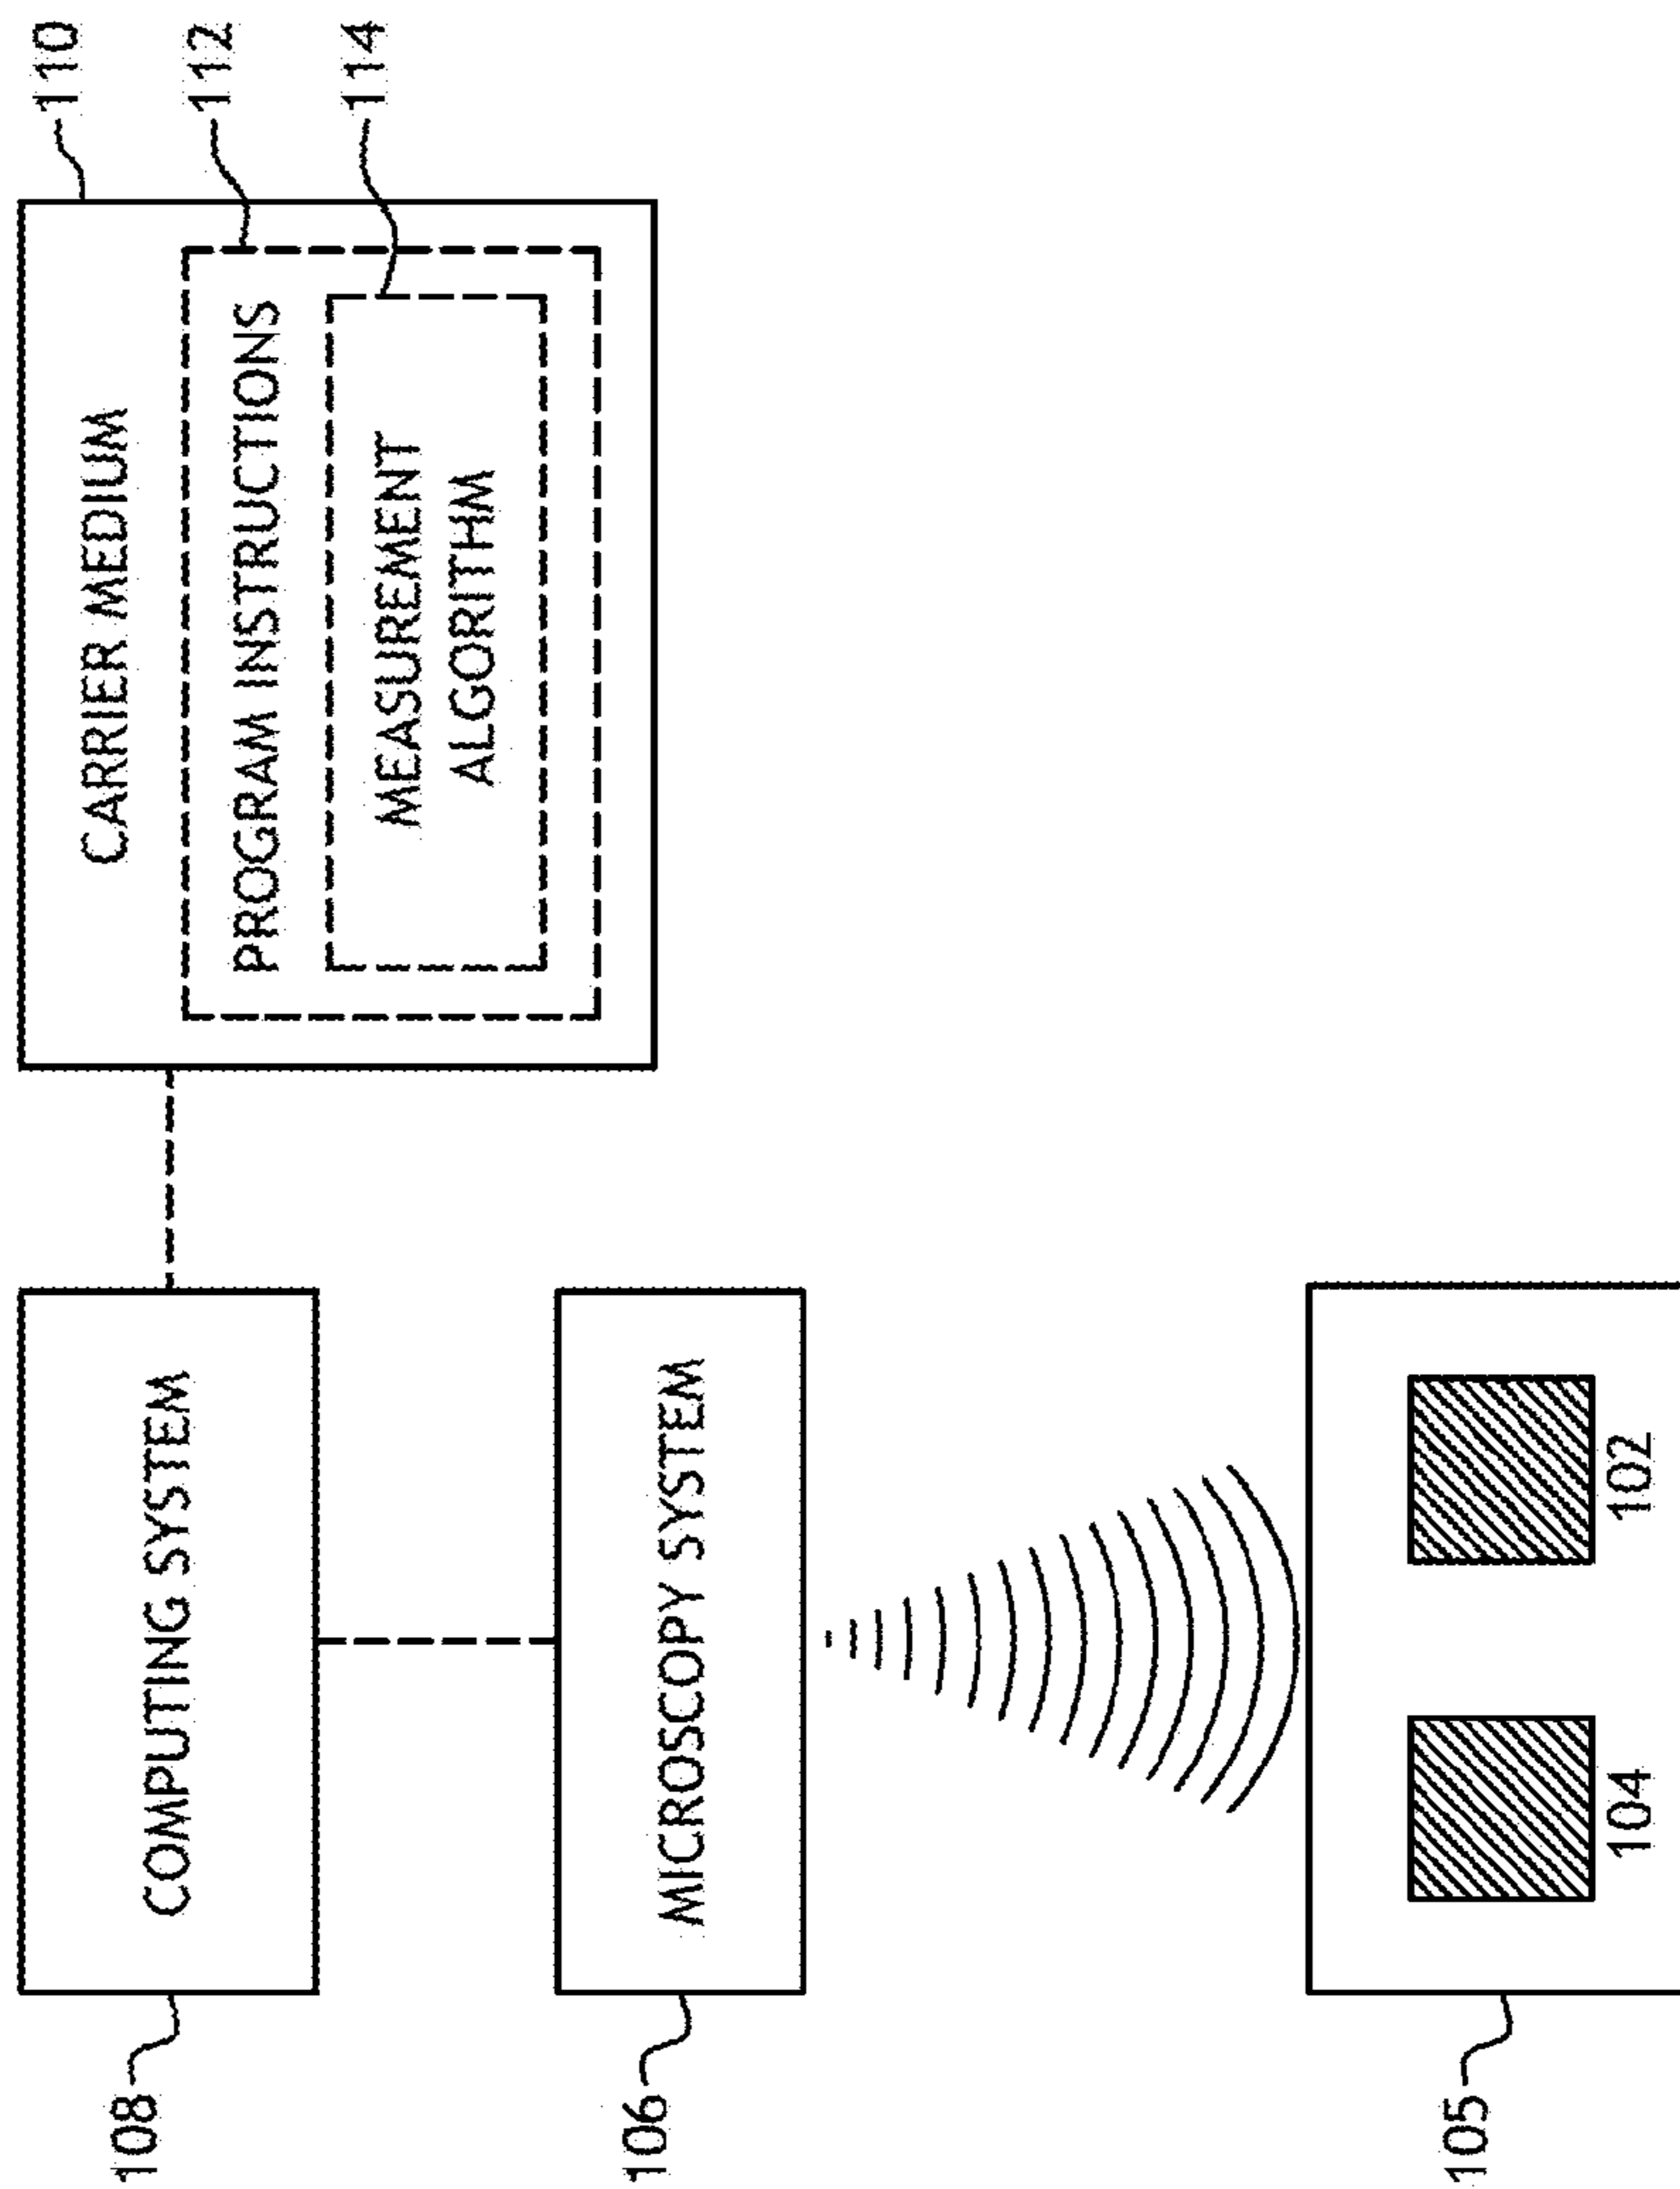 108
COMPUTING SYSTEM
CARRIER MEDIUM
110
PROGRAM INSTRUCTIONS
112
MEASUREMENT
ALGORITHM
114
106
MICROSCOPY SYSTEM
105
104
102